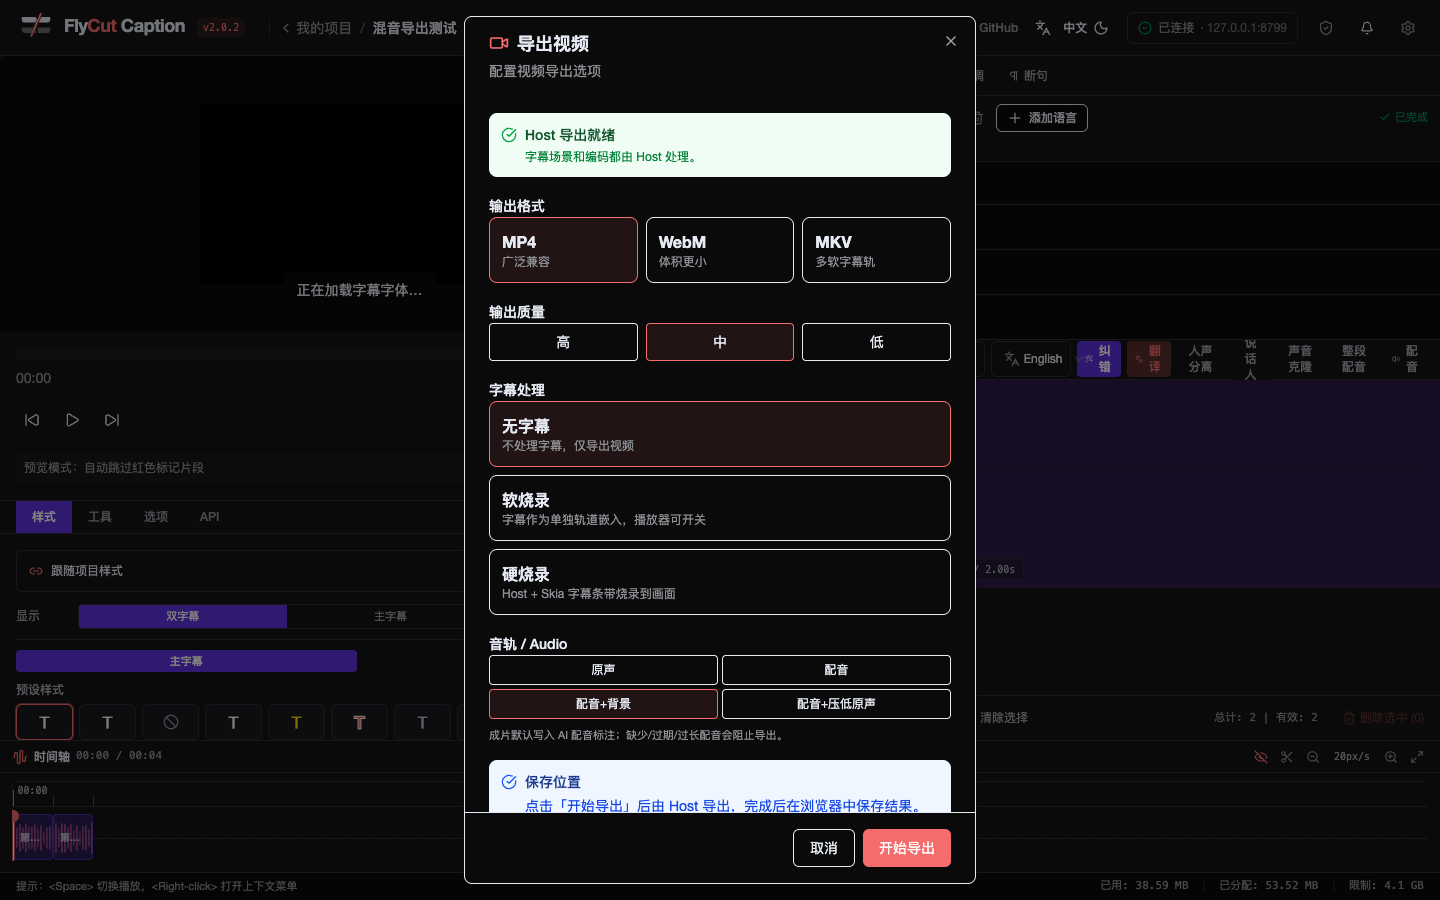 FlyCut Caption v2.0.2
我的项目 / 混音导出测试
GitHub
中文
已连接 · 127.0.0.1:8799
断句
添加语言
已完成
正在加载字幕字体…
00:00
预览模式：自动跳过红色标记片段
样式 工具 选项 API
跟随项目样式
显示 双字幕 主字幕
主字幕
预设样式
T T T T T T
导出视频
配置视频导出选项
Host 导出就绪
字幕场景和编码都由 Host 处理。
输出格式
MP4
广泛兼容
WebM
体积更小
MKV
多软字幕轨
输出质量
高 中 低
字幕处理
无字幕
不处理字幕，仅导出视频
软烧录
字幕作为单独轨道嵌入，播放器可开关
硬烧录
Host + Skia 字幕条带烧录到画面
音轨 / Audio
原声 配音
配音+背景 配音+压低原声
成片默认写入 AI 配音标注；缺少/过期/过长配音会阻止导出。
保存位置
点击「开始导出」后由 Host 导出，完成后在浏览器中保存结果。
取消 开始导出
English
纠错
翻译
人声分离
说话人
声音克隆
整段配音
配音
/ 2.00s
清除选择
总计: 2 | 有效: 2
删除选中 (0)
时间轴 00:00 / 00:04
20px/s
00:00
第… 第…
提示：<Space> 切换播放，<Right-click> 打开上下文菜单
已用: 38.59 MB
已分配: 53.52 MB
限制: 4.1 GB